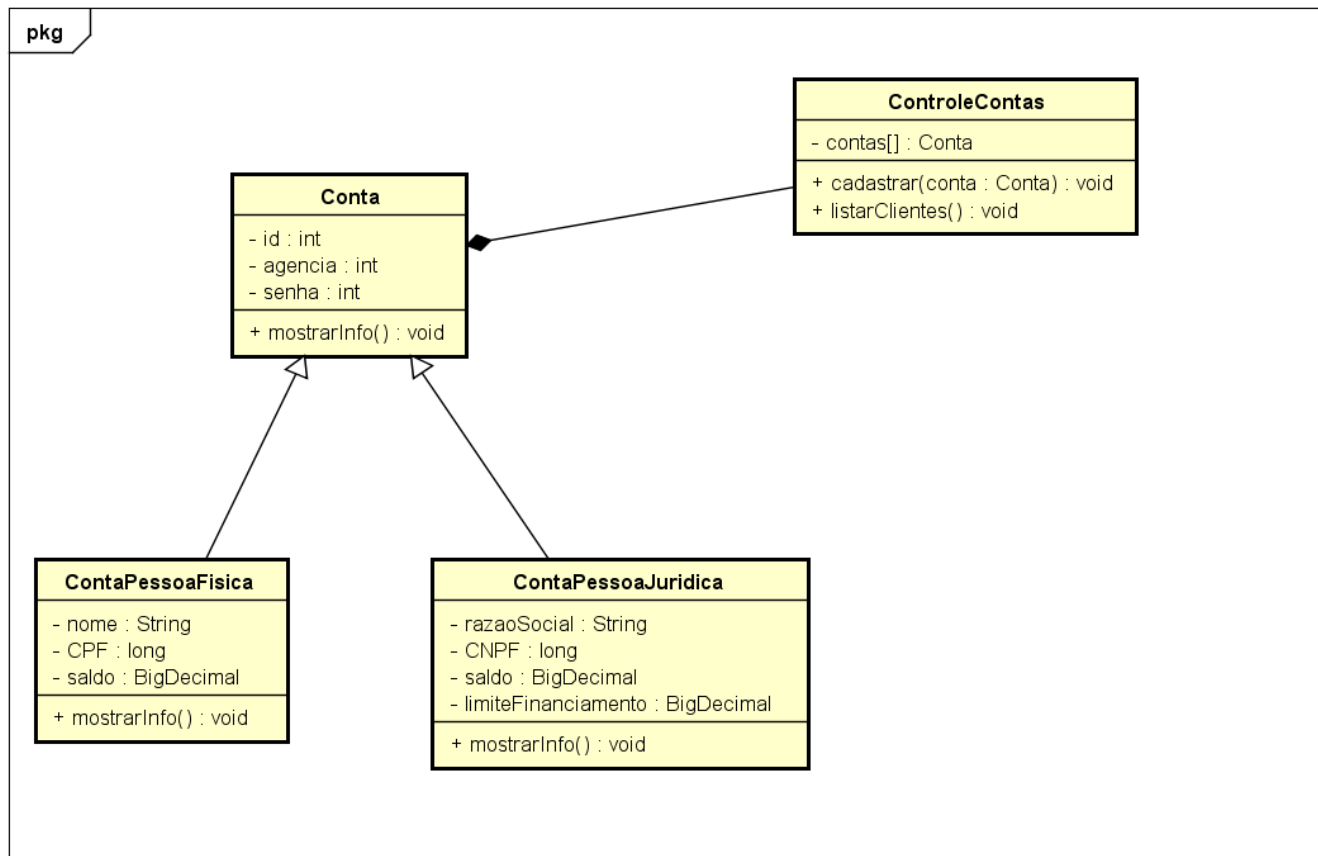 pkg
ControleContas
- contas[] : Conta
+ cadastrar(conta : Conta) : void
+ listarClientes() : void
Conta
- id : int
- agencia : int
- senha : int
+ mostrarInfo() : void
ContaPessoaFisica
- nome : String
- CPF : long
- saldo : BigDecimal
+ mostrarInfo() : void
ContaPessoaJuridica
- razaoSocial : String
- CNPF : long
- saldo : BigDecimal
- limiteFinanciamento : BigDecimal
+ mostrarInfo() : void